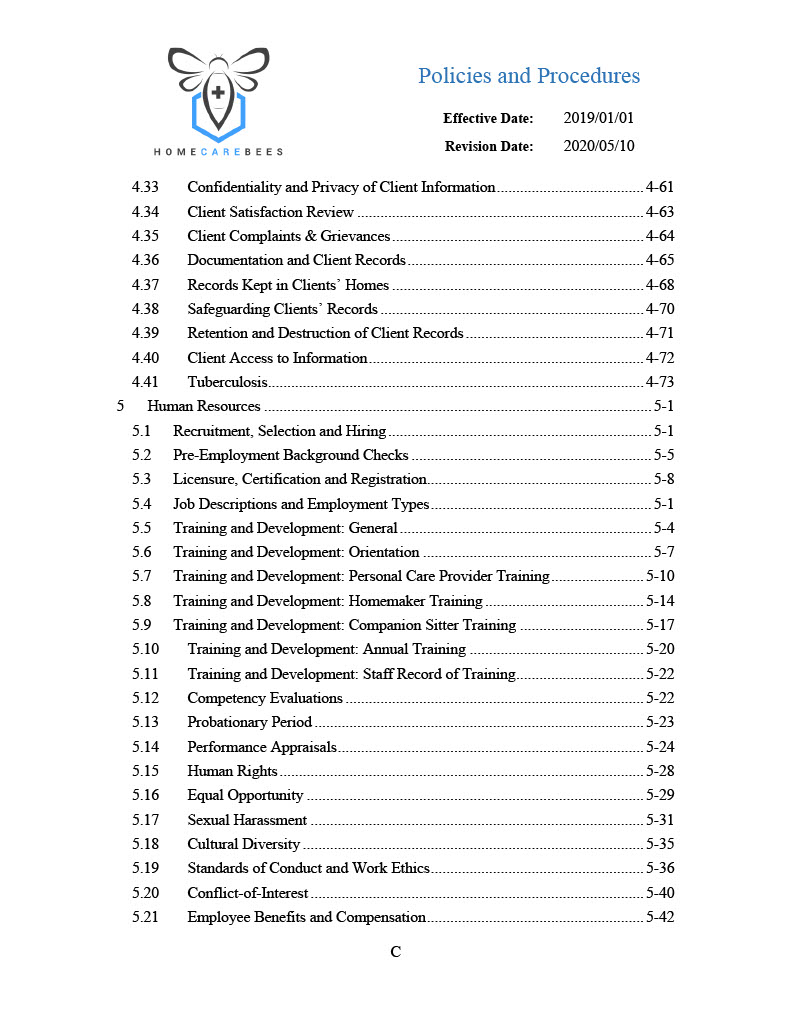 HOMECAREBEES
Policies and Procedures
Effective Date: 2019/01/01
Revision Date: 2020/05/10
4.33 Confidentiality and Privacy of Client Information 4-61
4.34 Client Satisfaction Review 4-63
4.35 Client Complaints & Grievances 4-64
4.36 Documentation and Client Records 4-65
4.37 Records Kept in Clients’ Homes 4-68
4.38 Safeguarding Clients’ Records 4-70
4.39 Retention and Destruction of Client Records 4-71
4.40 Client Access to Information 4-72
4.41 Tuberculosis 4-73
5 Human Resources 5-1
5.1 Recruitment, Selection and Hiring 5-1
5.2 Pre-Employment Background Checks 5-5
5.3 Licensure, Certification and Registration 5-8
5.4 Job Descriptions and Employment Types 5-1
5.5 Training and Development: General 5-4
5.6 Training and Development: Orientation 5-7
5.7 Training and Development: Personal Care Provider Training 5-10
5.8 Training and Development: Homemaker Training 5-14
5.9 Training and Development: Companion Sitter Training 5-17
5.10 Training and Development: Annual Training 5-20
5.11 Training and Development: Staff Record of Training 5-22
5.12 Competency Evaluations 5-22
5.13 Probationary Period 5-23
5.14 Performance Appraisals 5-24
5.15 Human Rights 5-28
5.16 Equal Opportunity 5-29
5.17 Sexual Harassment 5-31
5.18 Cultural Diversity 5-35
5.19 Standards of Conduct and Work Ethics 5-36
5.20 Conflict-of-Interest 5-40
5.21 Employee Benefits and Compensation 5-42
C